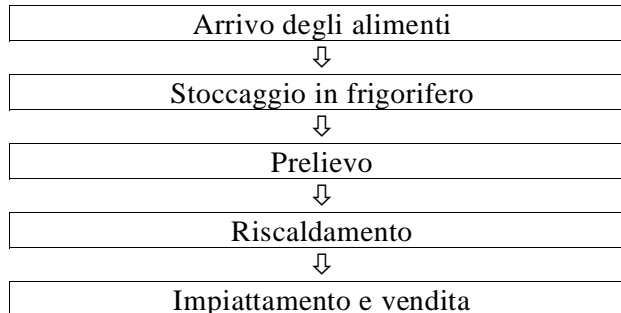 Arrivo degli alimenti
⇩
Stoccaggio in frigorifero
⇩
Prelievo
⇩
Riscaldamento
⇩
Impiattamento e vendita